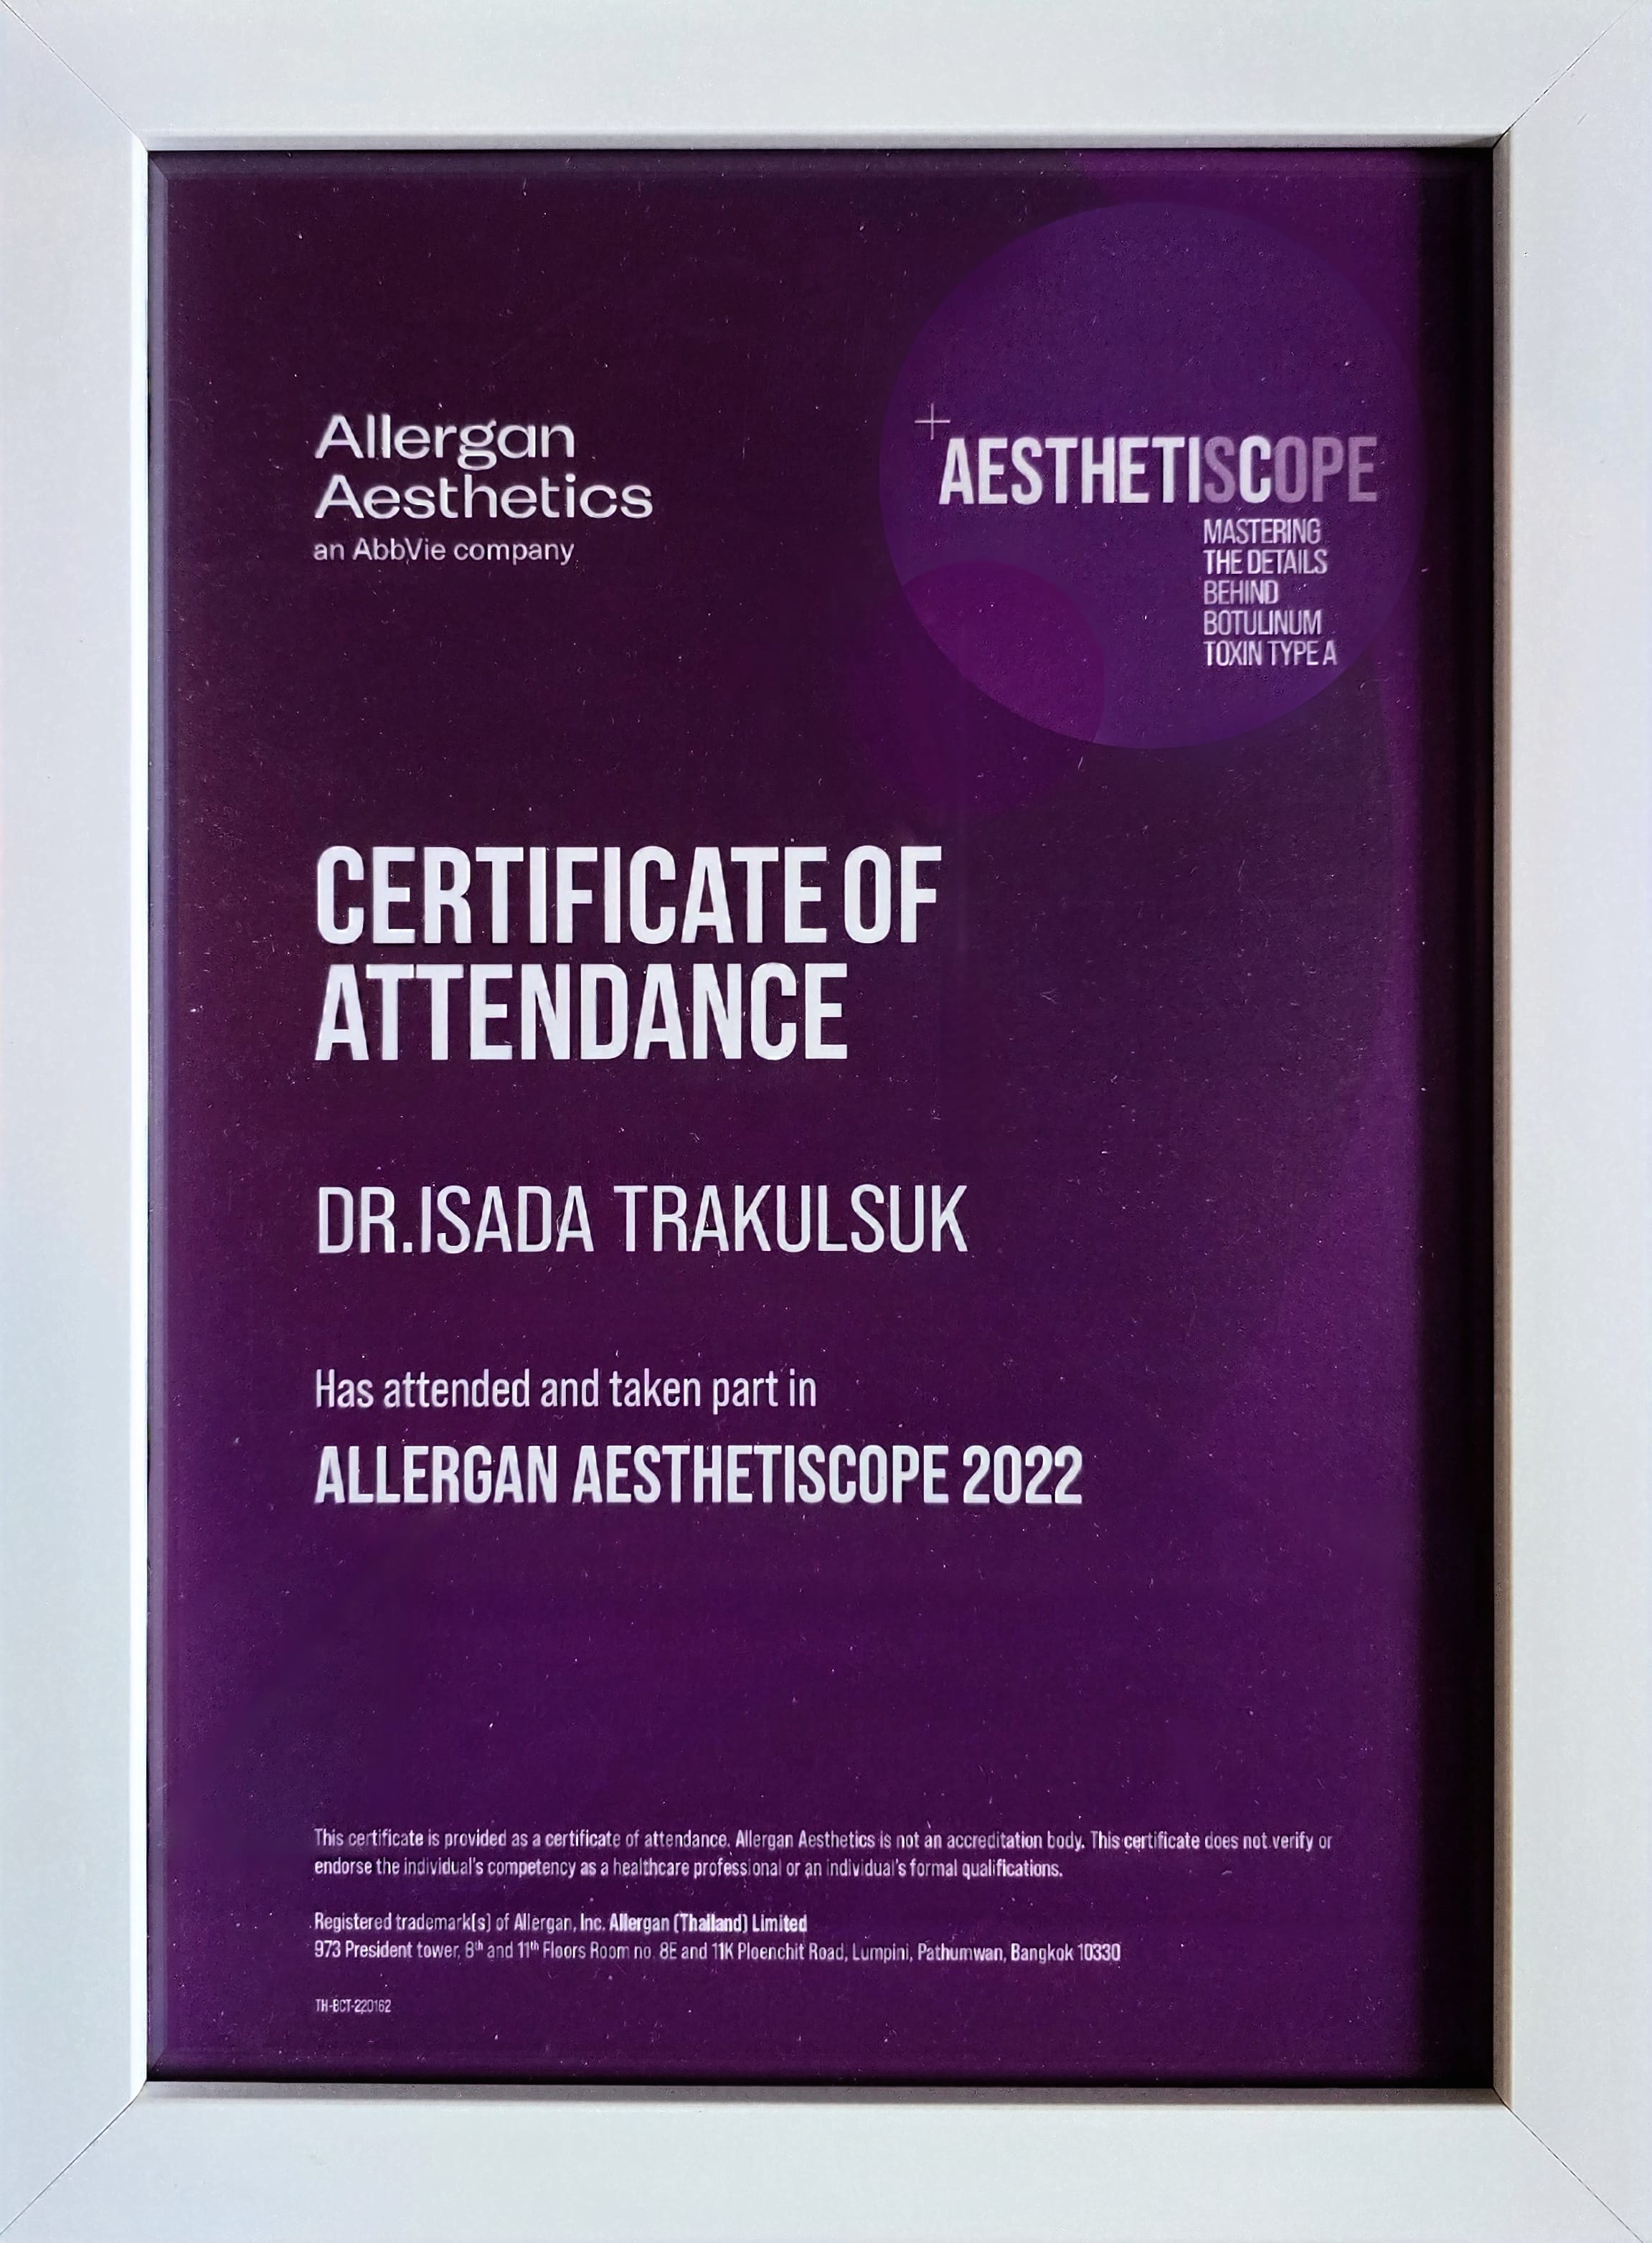 Allergan
Aesthetics
an AbbVie company
AESTHETISCOPE
MASTERING
THE DETAILS
BEHIND
BOTULINUM
TOXIN TYPE A
CERTIFICATE OF
ATTENDANCE
DR.ISADA TRAKULSUK
Has attended and taken part in
ALLERGAN AESTHETISCOPE 2022
This certificate is provided as a certificate of attendance. Allergan Aesthetics is not an accreditation body. This certificate does not verify or
endorse the individual's competency as a healthcare professional or an individual's formal qualifications.
Registered trademark(s) of Allergan, Inc. Allergan (Thailand) Limited
973 President tower, 8th and 11th Floors Room no. 8E and 11K Ploenchit Road, Lumpini, Pathumwan, Bangkok 10330
TH-BCT-220162